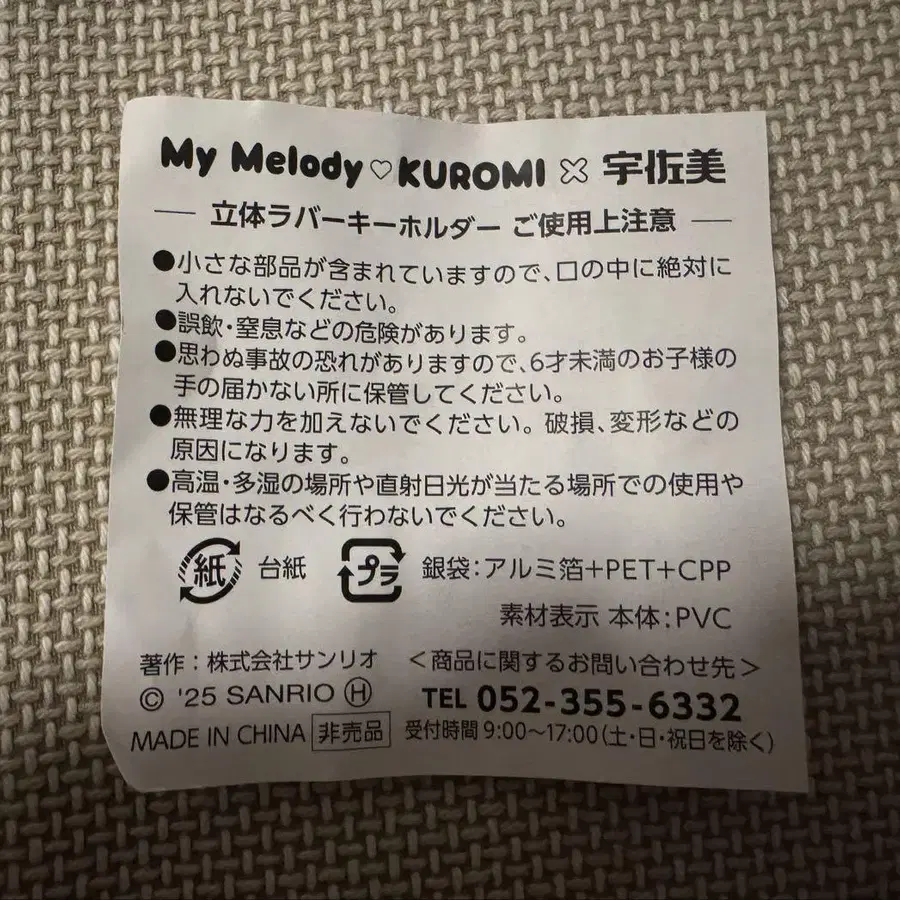 My Melody♡KUROMI × 宇佐美
立体ラバーキーホルダー ご使用上注意
●小さな部品が含まれていますので、口の中に絶対に
入れないでください。
●誤飲・窒息などの危険があります。
●思わぬ事故の恐れがありますので、6才未満のお子様の
手の届かない所に保管してください。
●無理な力を加えないでください。破損、変形などの
原因になります。
●高温・多湿の場所や直射日光が当たる場所での使用や
保管はなるべく行わないでください。
紙 台紙 プラ 銀袋:アルミ箔+PET+CPP
素材表示 本体:PVC
著作:株式会社サンリオ
© '25 SANRIO Ⓗ
MADE IN CHINA 非売品
<商品に関するお問い合わせ先>
TEL 052-355-6332
受付時間 9:00〜17:00(土・日・祝日を除く)